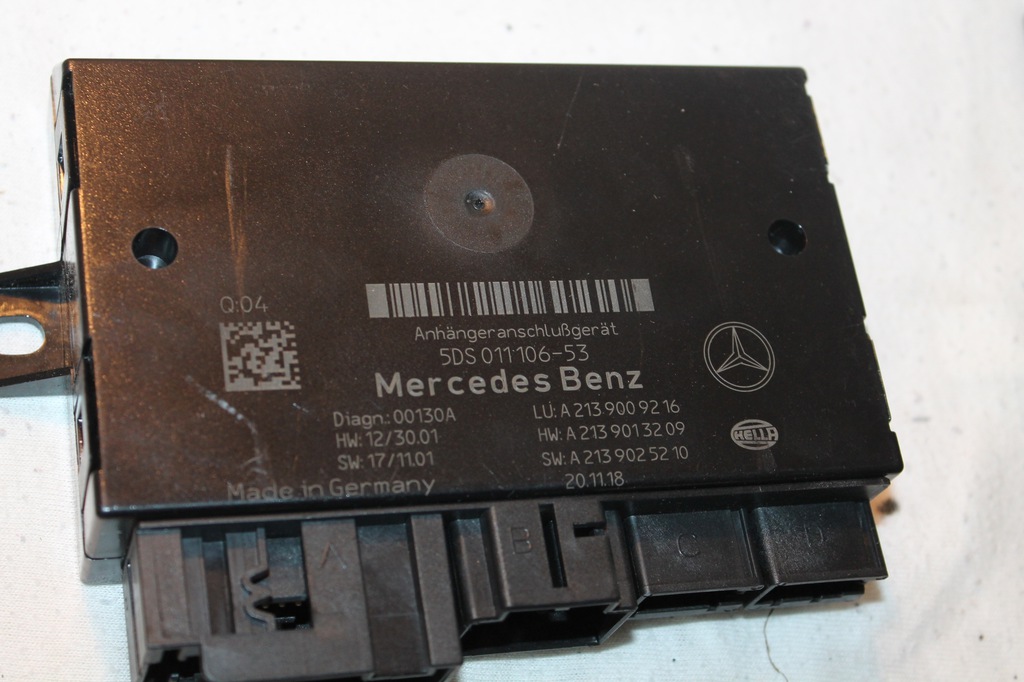 Q:04
Anhängeranschlußgerät
5DS 011 106-53
Mercedes Benz
Diagn.: 00130A
HW: 12/30.01
SW: 17/11.01
Made in Germany
LU: A 213 900 92 16
HW: A 213 901 32 09
SW: A 213 902 52 10
20.11.18
HELLA
A
B
C
D